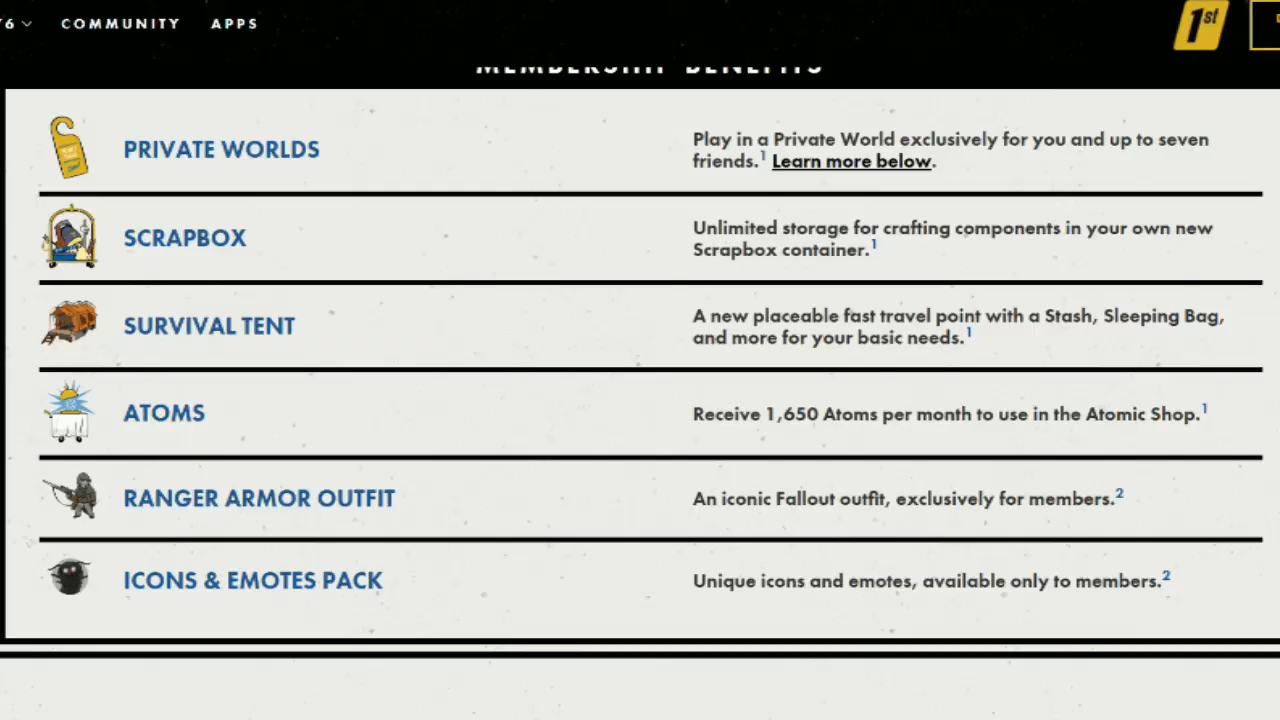 COMMUNITY
APPS
1st
MEMBERSHIP BENEFITS
PRIVATE WORLDS
Play in a Private World exclusively for you and up to seven
friends.1 Learn more below.
SCRAPBOX
Unlimited storage for crafting components in your own new
Scrapbox container.1
SURVIVAL TENT
A new placeable fast travel point with a Stash, Sleeping Bag,
and more for your basic needs.1
ATOMS
Receive 1,650 Atoms per month to use in the Atomic Shop.1
RANGER ARMOR OUTFIT
An iconic Fallout outfit, exclusively for members.2
ICONS & EMOTES PACK
Unique icons and emotes, available only to members.2